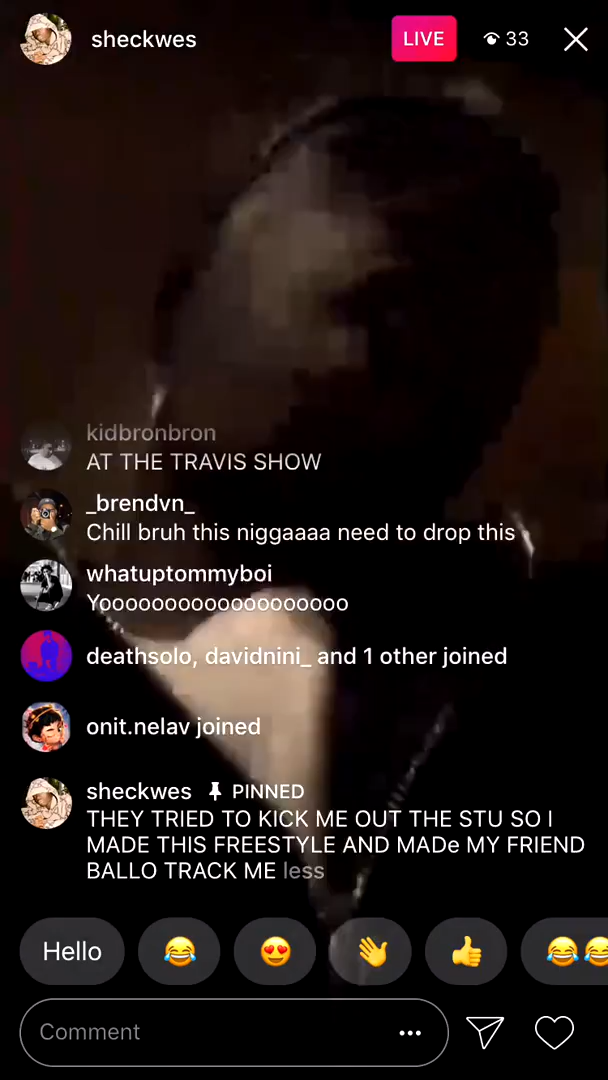 sheckwes
LIVE
33
kidbronbron
AT THE TRAVIS SHOW
_brendvn_
Chill bruh this niggaaaa need to drop this
whatuptommyboi
Yooooooooooooooooooo
deathsolo, davidnini_ and 1 other joined
onit.nelav joined
sheckwes PINNED
THEY TRIED TO KICK ME OUT THE STU SO I
MADE THIS FREESTYLE AND MADe MY FRIEND
BALLO TRACK ME less
Hello
Comment